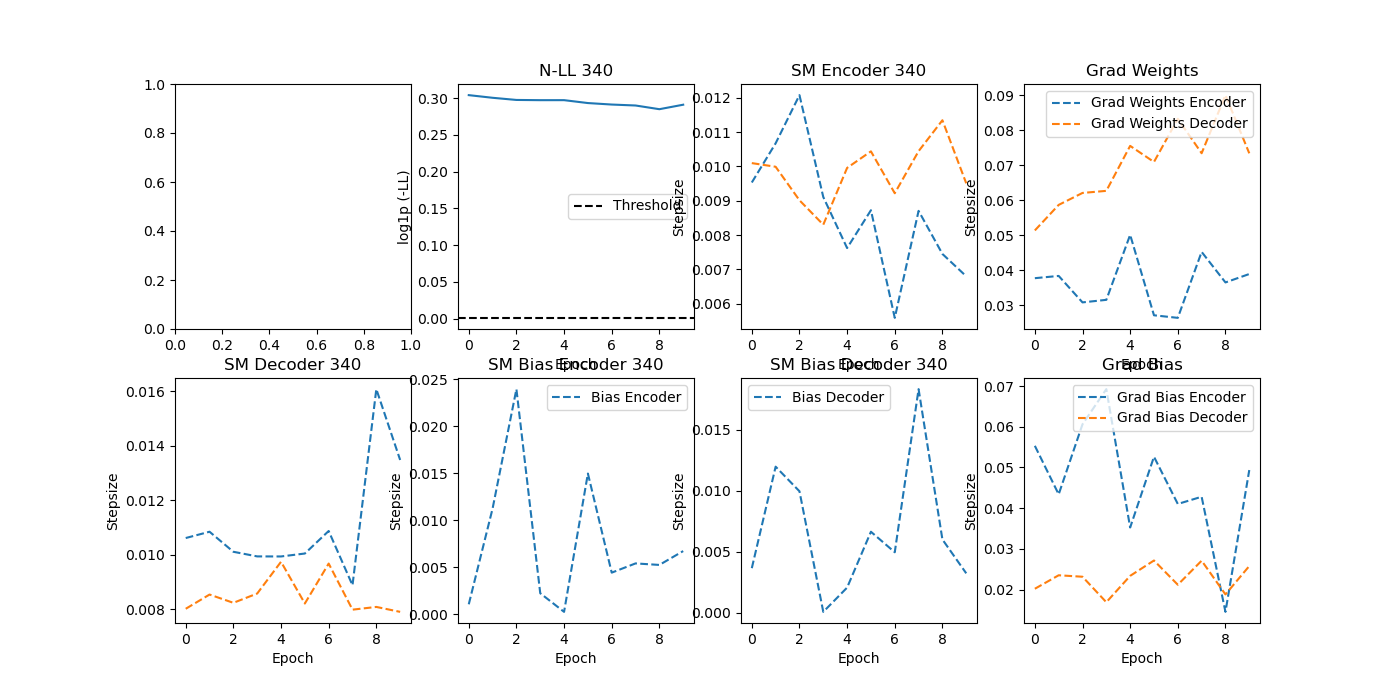 N-LL 340
SM Encoder 340
Grad Weights
1.0
0.8
0.6
0.4
0.2
0.0
0.0 0.2 0.4 0.6 0.8 1.0
log1p (-LL)
0.30
0.25
0.20
0.15
0.10
0.05
0.00
Threshold
0 2 4 6 8
Epoch
Stepsize
0.012
0.011
0.010
0.009
0.008
0.007
0.006
0 2 4 6 8
Epoch
Stepsize
0.09
0.08
0.07
0.06
0.05
0.04
0.03
Grad Weights Encoder
Grad Weights Decoder
0 2 4 6 8
Epoch
SM Decoder 340
SM Bias Encoder 340
SM Bias Decoder 340
Grad Bias
Stepsize
0.016
0.014
0.012
0.010
0.008
0 2 4 6 8
Epoch
Stepsize
0.025
0.020
0.015
0.010
0.005
0.000
Bias Encoder
0 2 4 6 8
Epoch
Stepsize
0.015
0.010
0.005
0.000
Bias Decoder
0 2 4 6 8
Epoch
Stepsize
0.07
0.06
0.05
0.04
0.03
0.02
Grad Bias Encoder
Grad Bias Decoder
0 2 4 6 8
Epoch